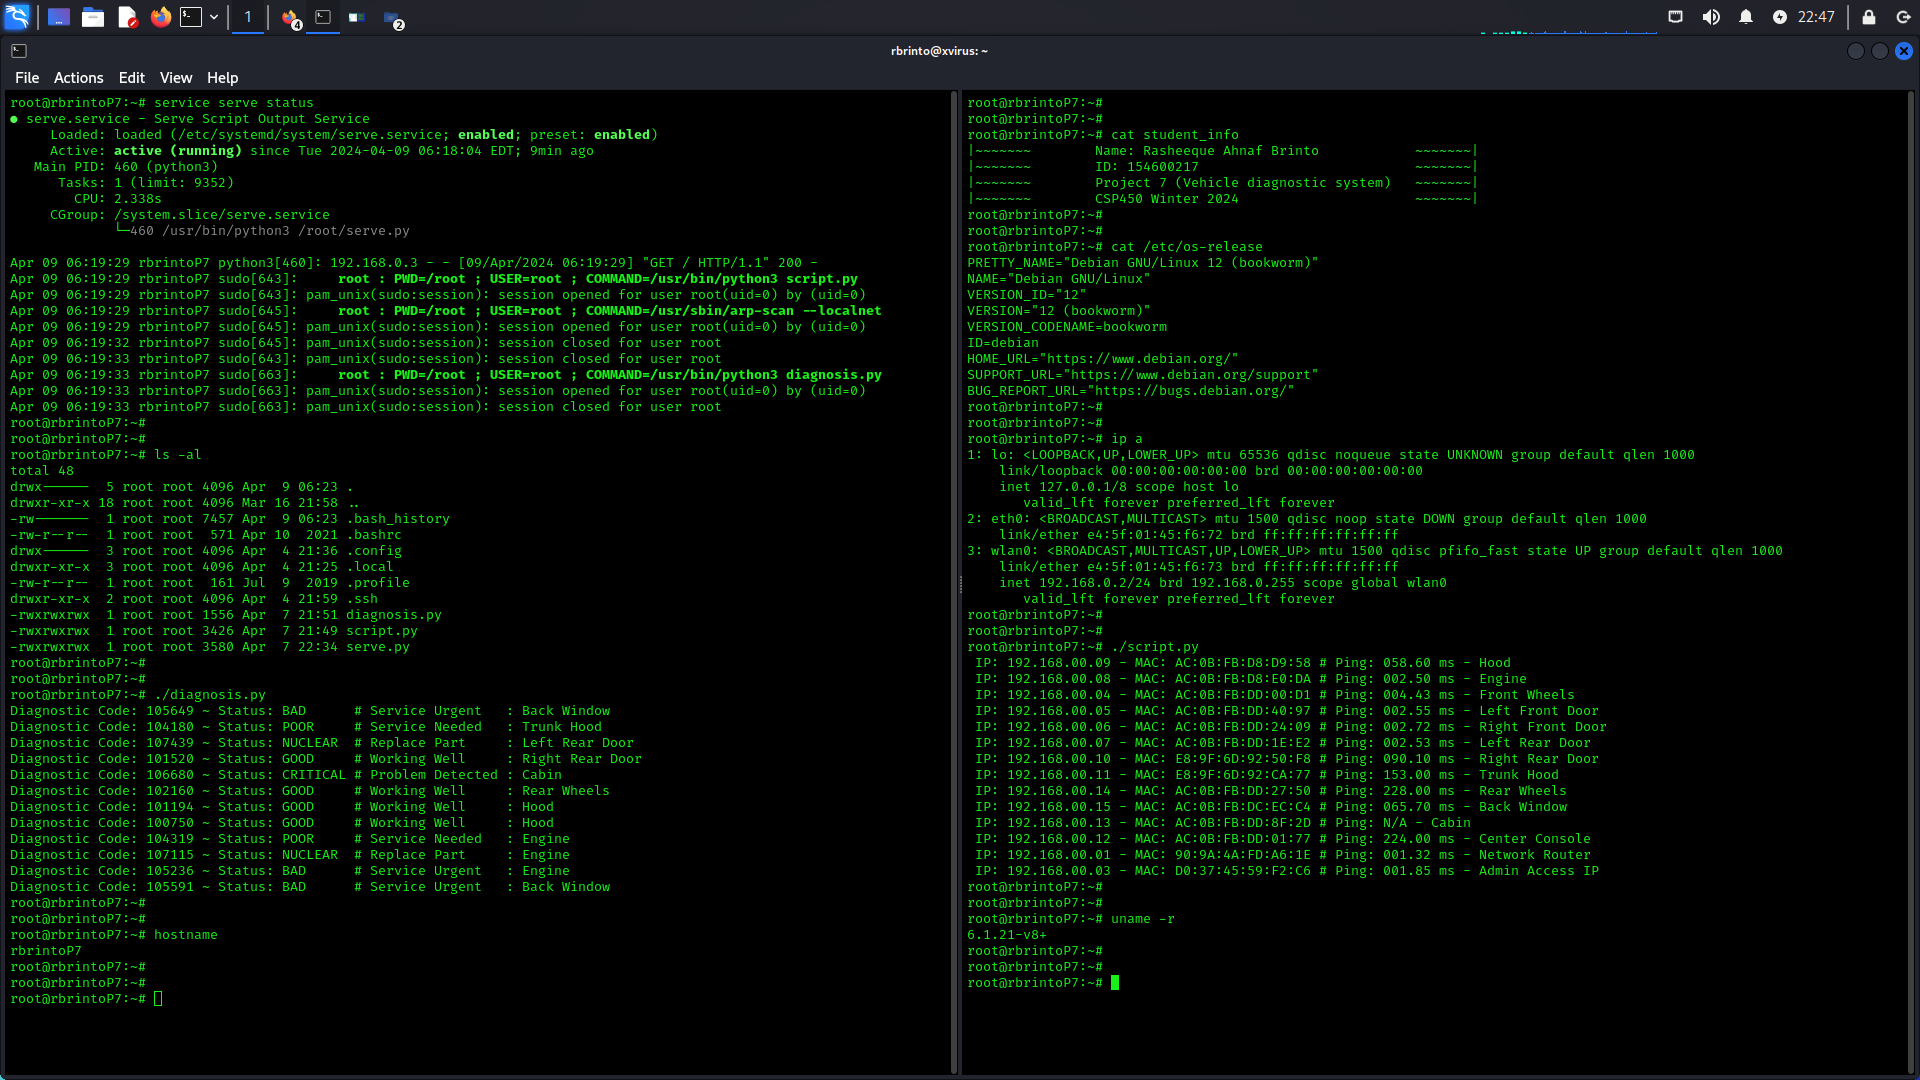 1
4
2
22:47
rbrinto@xvirus: ~
File Actions Edit View Help
root@rbrintoP7:~# service serve status
● serve.service - Serve Script Output Service
Loaded: loaded (/etc/systemd/system/serve.service; enabled; preset: enabled)
Active: active (running) since Tue 2024-04-09 06:18:04 EDT; 9min ago
Main PID: 460 (python3)
Tasks: 1 (limit: 9352)
CPU: 2.338s
CGroup: /system.slice/serve.service
└─460 /usr/bin/python3 /root/serve.py
Apr 09 06:19:29 rbrintoP7 python3[460]: 192.168.0.3 - - [09/Apr/2024 06:19:29] "GET / HTTP/1.1" 200 -
Apr 09 06:19:29 rbrintoP7 sudo[643]:     root : PWD=/root ; USER=root ; COMMAND=/usr/bin/python3 script.py
Apr 09 06:19:29 rbrintoP7 sudo[643]: pam_unix(sudo:session): session opened for user root(uid=0) by (uid=0)
Apr 09 06:19:29 rbrintoP7 sudo[645]:     root : PWD=/root ; USER=root ; COMMAND=/usr/sbin/arp-scan --localnet
Apr 09 06:19:29 rbrintoP7 sudo[645]: pam_unix(sudo:session): session opened for user root(uid=0) by (uid=0)
Apr 09 06:19:32 rbrintoP7 sudo[645]: pam_unix(sudo:session): session closed for user root
Apr 09 06:19:33 rbrintoP7 sudo[643]: pam_unix(sudo:session): session closed for user root
Apr 09 06:19:33 rbrintoP7 sudo[663]:     root : PWD=/root ; USER=root ; COMMAND=/usr/bin/python3 diagnosis.py
Apr 09 06:19:33 rbrintoP7 sudo[663]: pam_unix(sudo:session): session opened for user root(uid=0) by (uid=0)
Apr 09 06:19:33 rbrintoP7 sudo[663]: pam_unix(sudo:session): session closed for user root
root@rbrintoP7:~#
root@rbrintoP7:~#
root@rbrintoP7:~# ls -al
total 48
drwx------  5 root root 4096 Apr  9 06:23 .
drwxr-xr-x 18 root root 4096 Mar 16 21:58 ..
-rw-------  1 root root 7457 Apr  9 06:23 .bash_history
-rw-r--r--  1 root root  571 Apr 10  2021 .bashrc
drwx------  3 root root 4096 Apr  4 21:36 .config
drwxr-xr-x  3 root root 4096 Apr  4 21:25 .local
-rw-r--r--  1 root root  161 Jul  9  2019 .profile
drwxr-xr-x  2 root root 4096 Apr  4 21:59 .ssh
-rwxrwxrwx  1 root root 1556 Apr  7 21:51 diagnosis.py
-rwxrwxrwx  1 root root 3426 Apr  7 21:49 script.py
-rwxrwxrwx  1 root root 3580 Apr  7 22:34 serve.py
root@rbrintoP7:~#
root@rbrintoP7:~#
root@rbrintoP7:~# ./diagnosis.py
Diagnostic Code: 105649 ~ Status: BAD      # Service Urgent   : Back Window
Diagnostic Code: 104180 ~ Status: POOR     # Service Needed   : Trunk Hood
Diagnostic Code: 107439 ~ Status: NUCLEAR  # Replace Part     : Left Rear Door
Diagnostic Code: 101520 ~ Status: GOOD     # Working Well     : Right Rear Door
Diagnostic Code: 106680 ~ Status: CRITICAL # Problem Detected : Cabin
Diagnostic Code: 102160 ~ Status: GOOD     # Working Well     : Rear Wheels
Diagnostic Code: 101194 ~ Status: GOOD     # Working Well     : Hood
Diagnostic Code: 100750 ~ Status: GOOD     # Working Well     : Hood
Diagnostic Code: 104319 ~ Status: POOR     # Service Needed   : Engine
Diagnostic Code: 107115 ~ Status: NUCLEAR  # Replace Part     : Engine
Diagnostic Code: 105236 ~ Status: BAD      # Service Urgent   : Engine
Diagnostic Code: 105591 ~ Status: BAD      # Service Urgent   : Back Window
root@rbrintoP7:~#
root@rbrintoP7:~#
root@rbrintoP7:~# hostname
rbrintoP7
root@rbrintoP7:~#
root@rbrintoP7:~#
root@rbrintoP7:~#
root@rbrintoP7:~#
root@rbrintoP7:~#
root@rbrintoP7:~# cat student_info
|~~~~~~~        Name: Rasheeque Ahnaf Brinto            ~~~~~~~|
|~~~~~~~        ID: 154600217                           ~~~~~~~|
|~~~~~~~        Project 7 (Vehicle diagnostic system)   ~~~~~~~|
|~~~~~~~        CSP450 Winter 2024                      ~~~~~~~|
root@rbrintoP7:~#
root@rbrintoP7:~#
root@rbrintoP7:~# cat /etc/os-release
PRETTY_NAME="Debian GNU/Linux 12 (bookworm)"
NAME="Debian GNU/Linux"
VERSION_ID="12"
VERSION="12 (bookworm)"
VERSION_CODENAME=bookworm
ID=debian
HOME_URL="https://www.debian.org/"
SUPPORT_URL="https://www.debian.org/support"
BUG_REPORT_URL="https://bugs.debian.org/"
root@rbrintoP7:~#
root@rbrintoP7:~#
root@rbrintoP7:~# ip a
1: lo: <LOOPBACK,UP,LOWER_UP> mtu 65536 qdisc noqueue state UNKNOWN group default qlen 1000
link/loopback 00:00:00:00:00:00 brd 00:00:00:00:00:00
inet 127.0.0.1/8 scope host lo
valid_lft forever preferred_lft forever
2: eth0: <BROADCAST,MULTICAST> mtu 1500 qdisc noop state DOWN group default qlen 1000
link/ether e4:5f:01:45:f6:72 brd ff:ff:ff:ff:ff:ff
3: wlan0: <BROADCAST,MULTICAST,UP,LOWER_UP> mtu 1500 qdisc pfifo_fast state UP group default qlen 1000
link/ether e4:5f:01:45:f6:73 brd ff:ff:ff:ff:ff:ff
inet 192.168.0.2/24 brd 192.168.0.255 scope global wlan0
valid_lft forever preferred_lft forever
root@rbrintoP7:~#
root@rbrintoP7:~#
root@rbrintoP7:~# ./script.py
IP: 192.168.00.09 - MAC: AC:0B:FB:D8:D9:58 # Ping: 058.60 ms - Hood
IP: 192.168.00.08 - MAC: AC:0B:FB:D8:E0:DA # Ping: 002.50 ms - Engine
IP: 192.168.00.04 - MAC: AC:0B:FB:DD:00:D1 # Ping: 004.43 ms - Front Wheels
IP: 192.168.00.05 - MAC: AC:0B:FB:DD:40:97 # Ping: 002.55 ms - Left Front Door
IP: 192.168.00.06 - MAC: AC:0B:FB:DD:24:09 # Ping: 002.72 ms - Right Front Door
IP: 192.168.00.07 - MAC: AC:0B:FB:DD:1E:E2 # Ping: 002.53 ms - Left Rear Door
IP: 192.168.00.10 - MAC: E8:9F:6D:92:50:F8 # Ping: 090.10 ms - Right Rear Door
IP: 192.168.00.11 - MAC: E8:9F:6D:92:CA:77 # Ping: 153.00 ms - Trunk Hood
IP: 192.168.00.14 - MAC: AC:0B:FB:DD:27:50 # Ping: 228.00 ms - Rear Wheels
IP: 192.168.00.15 - MAC: AC:0B:FB:DC:EC:C4 # Ping: 065.70 ms - Back Window
IP: 192.168.00.13 - MAC: AC:0B:FB:DD:8F:2D # Ping: N/A - Cabin
IP: 192.168.00.12 - MAC: AC:0B:FB:DD:01:77 # Ping: 224.00 ms - Center Console
IP: 192.168.00.01 - MAC: 90:9A:4A:FD:A6:1E # Ping: 001.32 ms - Network Router
IP: 192.168.00.03 - MAC: D0:37:45:59:F2:C6 # Ping: 001.85 ms - Admin Access IP
root@rbrintoP7:~#
root@rbrintoP7:~#
root@rbrintoP7:~# uname -r
6.1.21-v8+
root@rbrintoP7:~#
root@rbrintoP7:~#
root@rbrintoP7:~#